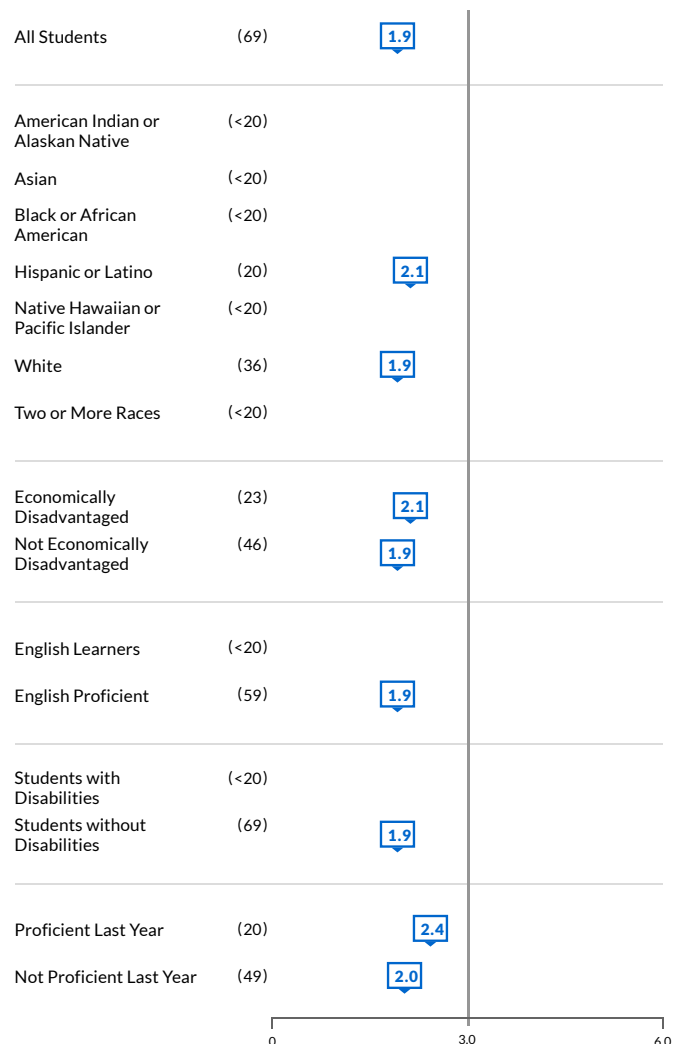 All Students (69) 1.9
American Indian or (<20)
Alaskan Native
Asian (<20)
Black or African (<20)
American
Hispanic or Latino (20) 2.1
Native Hawaiian or (<20)
Pacific Islander
White (36) 1.9
Two or More Races (<20)
Economically (23) 2.1
Disadvantaged
Not Economically (46) 1.9
Disadvantaged
English Learners (<20)
English Proficient (59) 1.9
Students with (<20)
Disabilities
Students without (69) 1.9
Disabilities
Proficient Last Year (20) 2.4
Not Proficient Last Year (49) 2.0
0 3.0 6.0